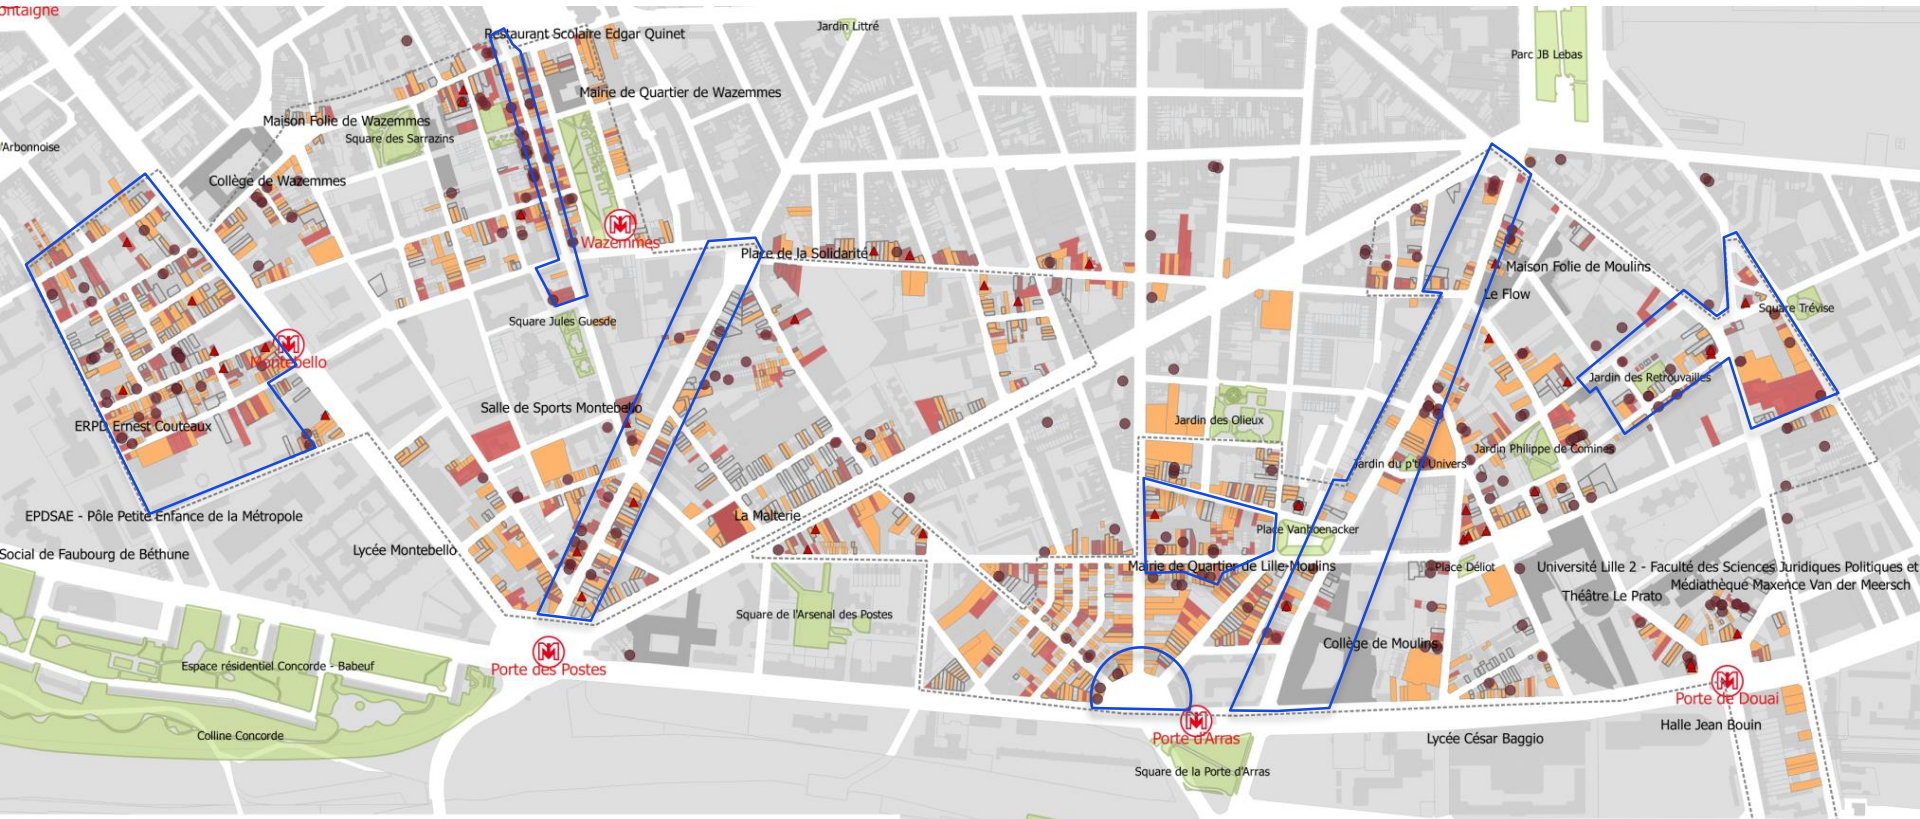 ontaigne
Restaurant Scolaire Edgar Quinet
Jardin Littré
Parc JB Lebas
Mairie de Quartier de Wazemmes
Maison Folie de Wazemmes
Square des Sarrazins
'Arbonnoise
Collège de Wazemmes
Wazemmes
Place de la Solidarité
Maison Folie de Moulins
Le Flow
Square Trévise
Square Jules Guesde
Montebello
Jardin des Retrouvailles
Salle de Sports Montebello
Jardin des Olieux
ERPD Ernest Couteaux
Jardin Philippe de Comines
Jardin du p'tit Univers
EPDSAE - Pôle Petite Enfance de la Métropole
La Malterie
Place Vanhoenacker
Social de Faubourg de Béthune
Lycée Montebello
Mairie de Quartier de Lille-Moulins
Place Déliot
Université Lille 2 - Faculté des Sciences Juridiques Politiques et
Médiathèque Maxence Van der Meersch
Théâtre Le Prato
Square de l'Arsenal des Postes
Collège de Moulins
Espace résidentiel Concorde - Babeuf
Porte des Postes
Porte de Douai
Halle Jean Bouin
Colline Concorde
Porte d'Arras
Lycée César Baggio
Square de la Porte d'Arras